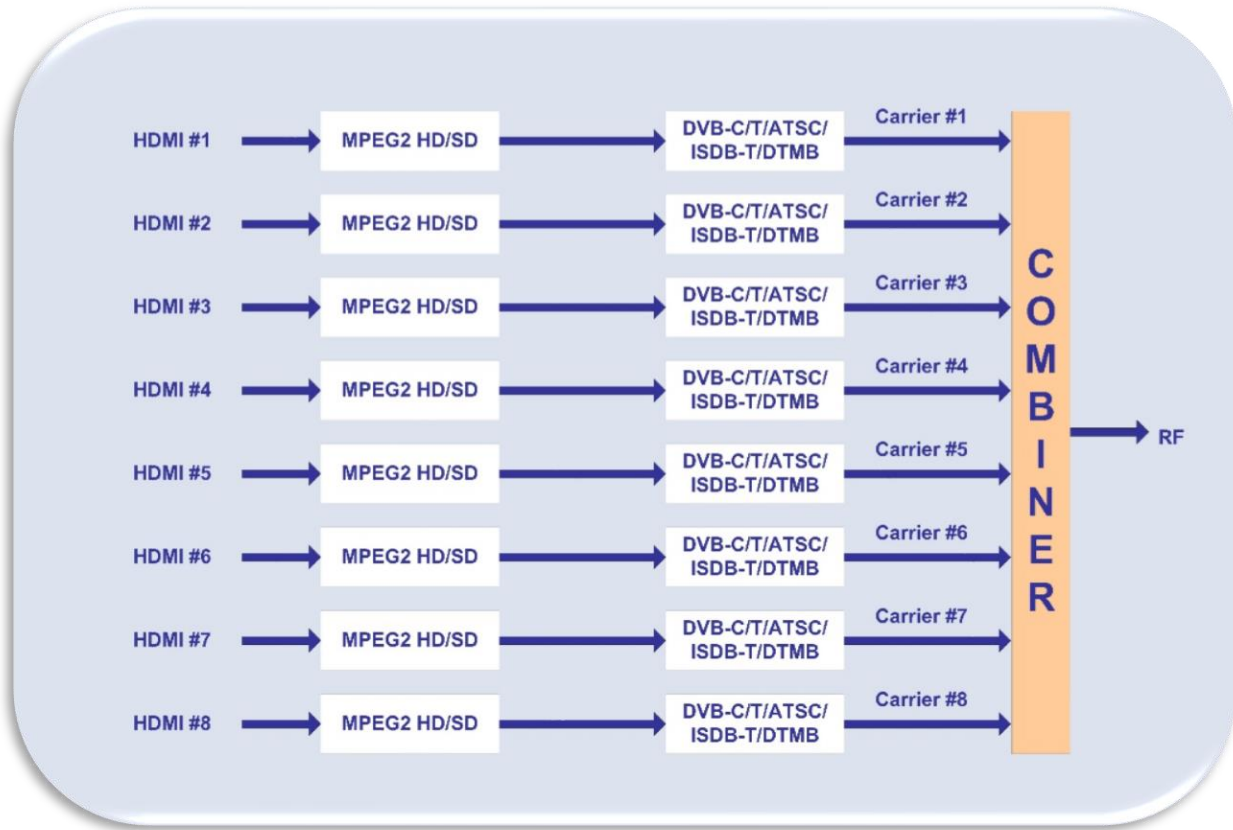 HDMI #1
MPEG2 HD/SD
DVB-C/T/ATSC/
ISDB-T/DTMB
Carrier #1
HDMI #2
MPEG2 HD/SD
DVB-C/T/ATSC/
ISDB-T/DTMB
Carrier #2
HDMI #3
MPEG2 HD/SD
DVB-C/T/ATSC/
ISDB-T/DTMB
Carrier #3
HDMI #4
MPEG2 HD/SD
DVB-C/T/ATSC/
ISDB-T/DTMB
Carrier #4
HDMI #5
MPEG2 HD/SD
DVB-C/T/ATSC/
ISDB-T/DTMB
Carrier #5
HDMI #6
MPEG2 HD/SD
DVB-C/T/ATSC/
ISDB-T/DTMB
Carrier #6
HDMI #7
MPEG2 HD/SD
DVB-C/T/ATSC/
ISDB-T/DTMB
Carrier #7
HDMI #8
MPEG2 HD/SD
DVB-C/T/ATSC/
ISDB-T/DTMB
Carrier #8
COMBINER
RF